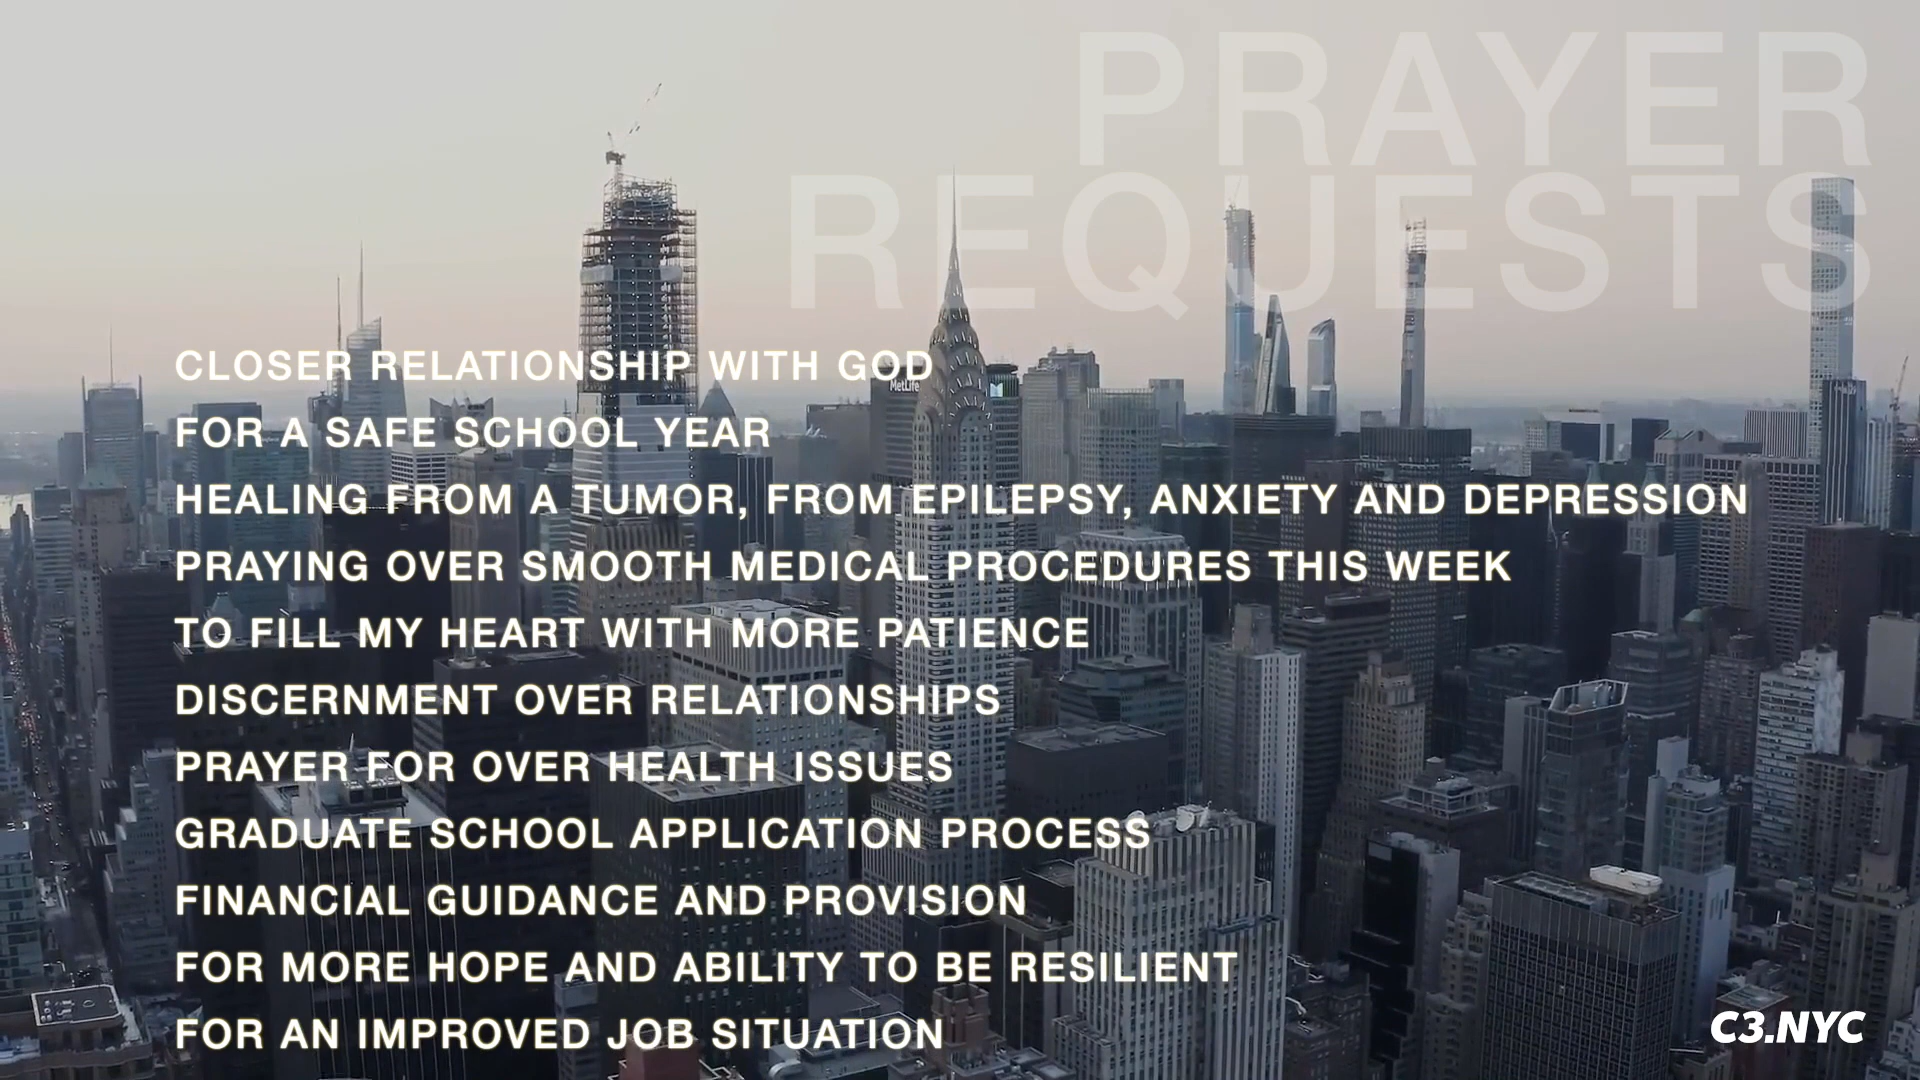 PRAYER
REQUESTS
CLOSER RELATIONSHIP WITH GOD
MetLife
FOR A SAFE SCHOOL YEAR
HEALING FROM A TUMOR, FROM EPILEPSY, ANXIETY AND DEPRESSION
PRAYING OVER SMOOTH MEDICAL PROCEDURES THIS WEEK
TO FILL MY HEART WITH MORE PATIENCE
DISCERNMENT OVER RELATIONSHIPS
PRAYER FOR OVER HEALTH ISSUES
GRADUATE SCHOOL APPLICATION PROCESS
FINANCIAL GUIDANCE AND PROVISION
FOR MORE HOPE AND ABILITY TO BE RESILIENT
FOR AN IMPROVED JOB SITUATION
C3.NYC